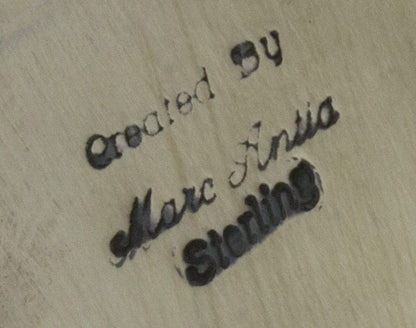 Created By
Marc Antia
Sterling